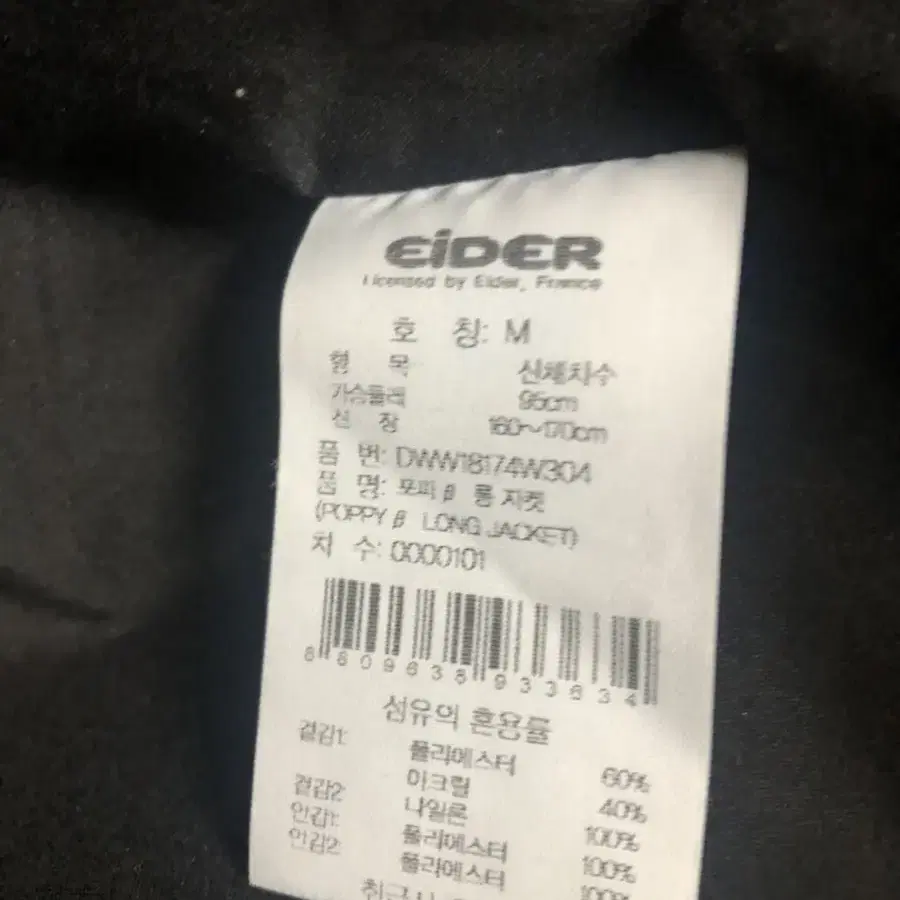 EiDER
Licensed by Eider, France
호 칭: M
형 목 신체치수
가슴둘레 95cm
신 장 160~170cm
품 번: DWW18174W304
품 명: 포피 β 롱 자켓
(POPPY β LONG JACKET)
치 수: 0000101
8809638933634
섬유의 혼용률
겉감1: 폴리에스터 60%
아크릴 40%
겉감2: 나일론 100%
안감1: 폴리에스터 100%
안감2: 폴리에스터 100%